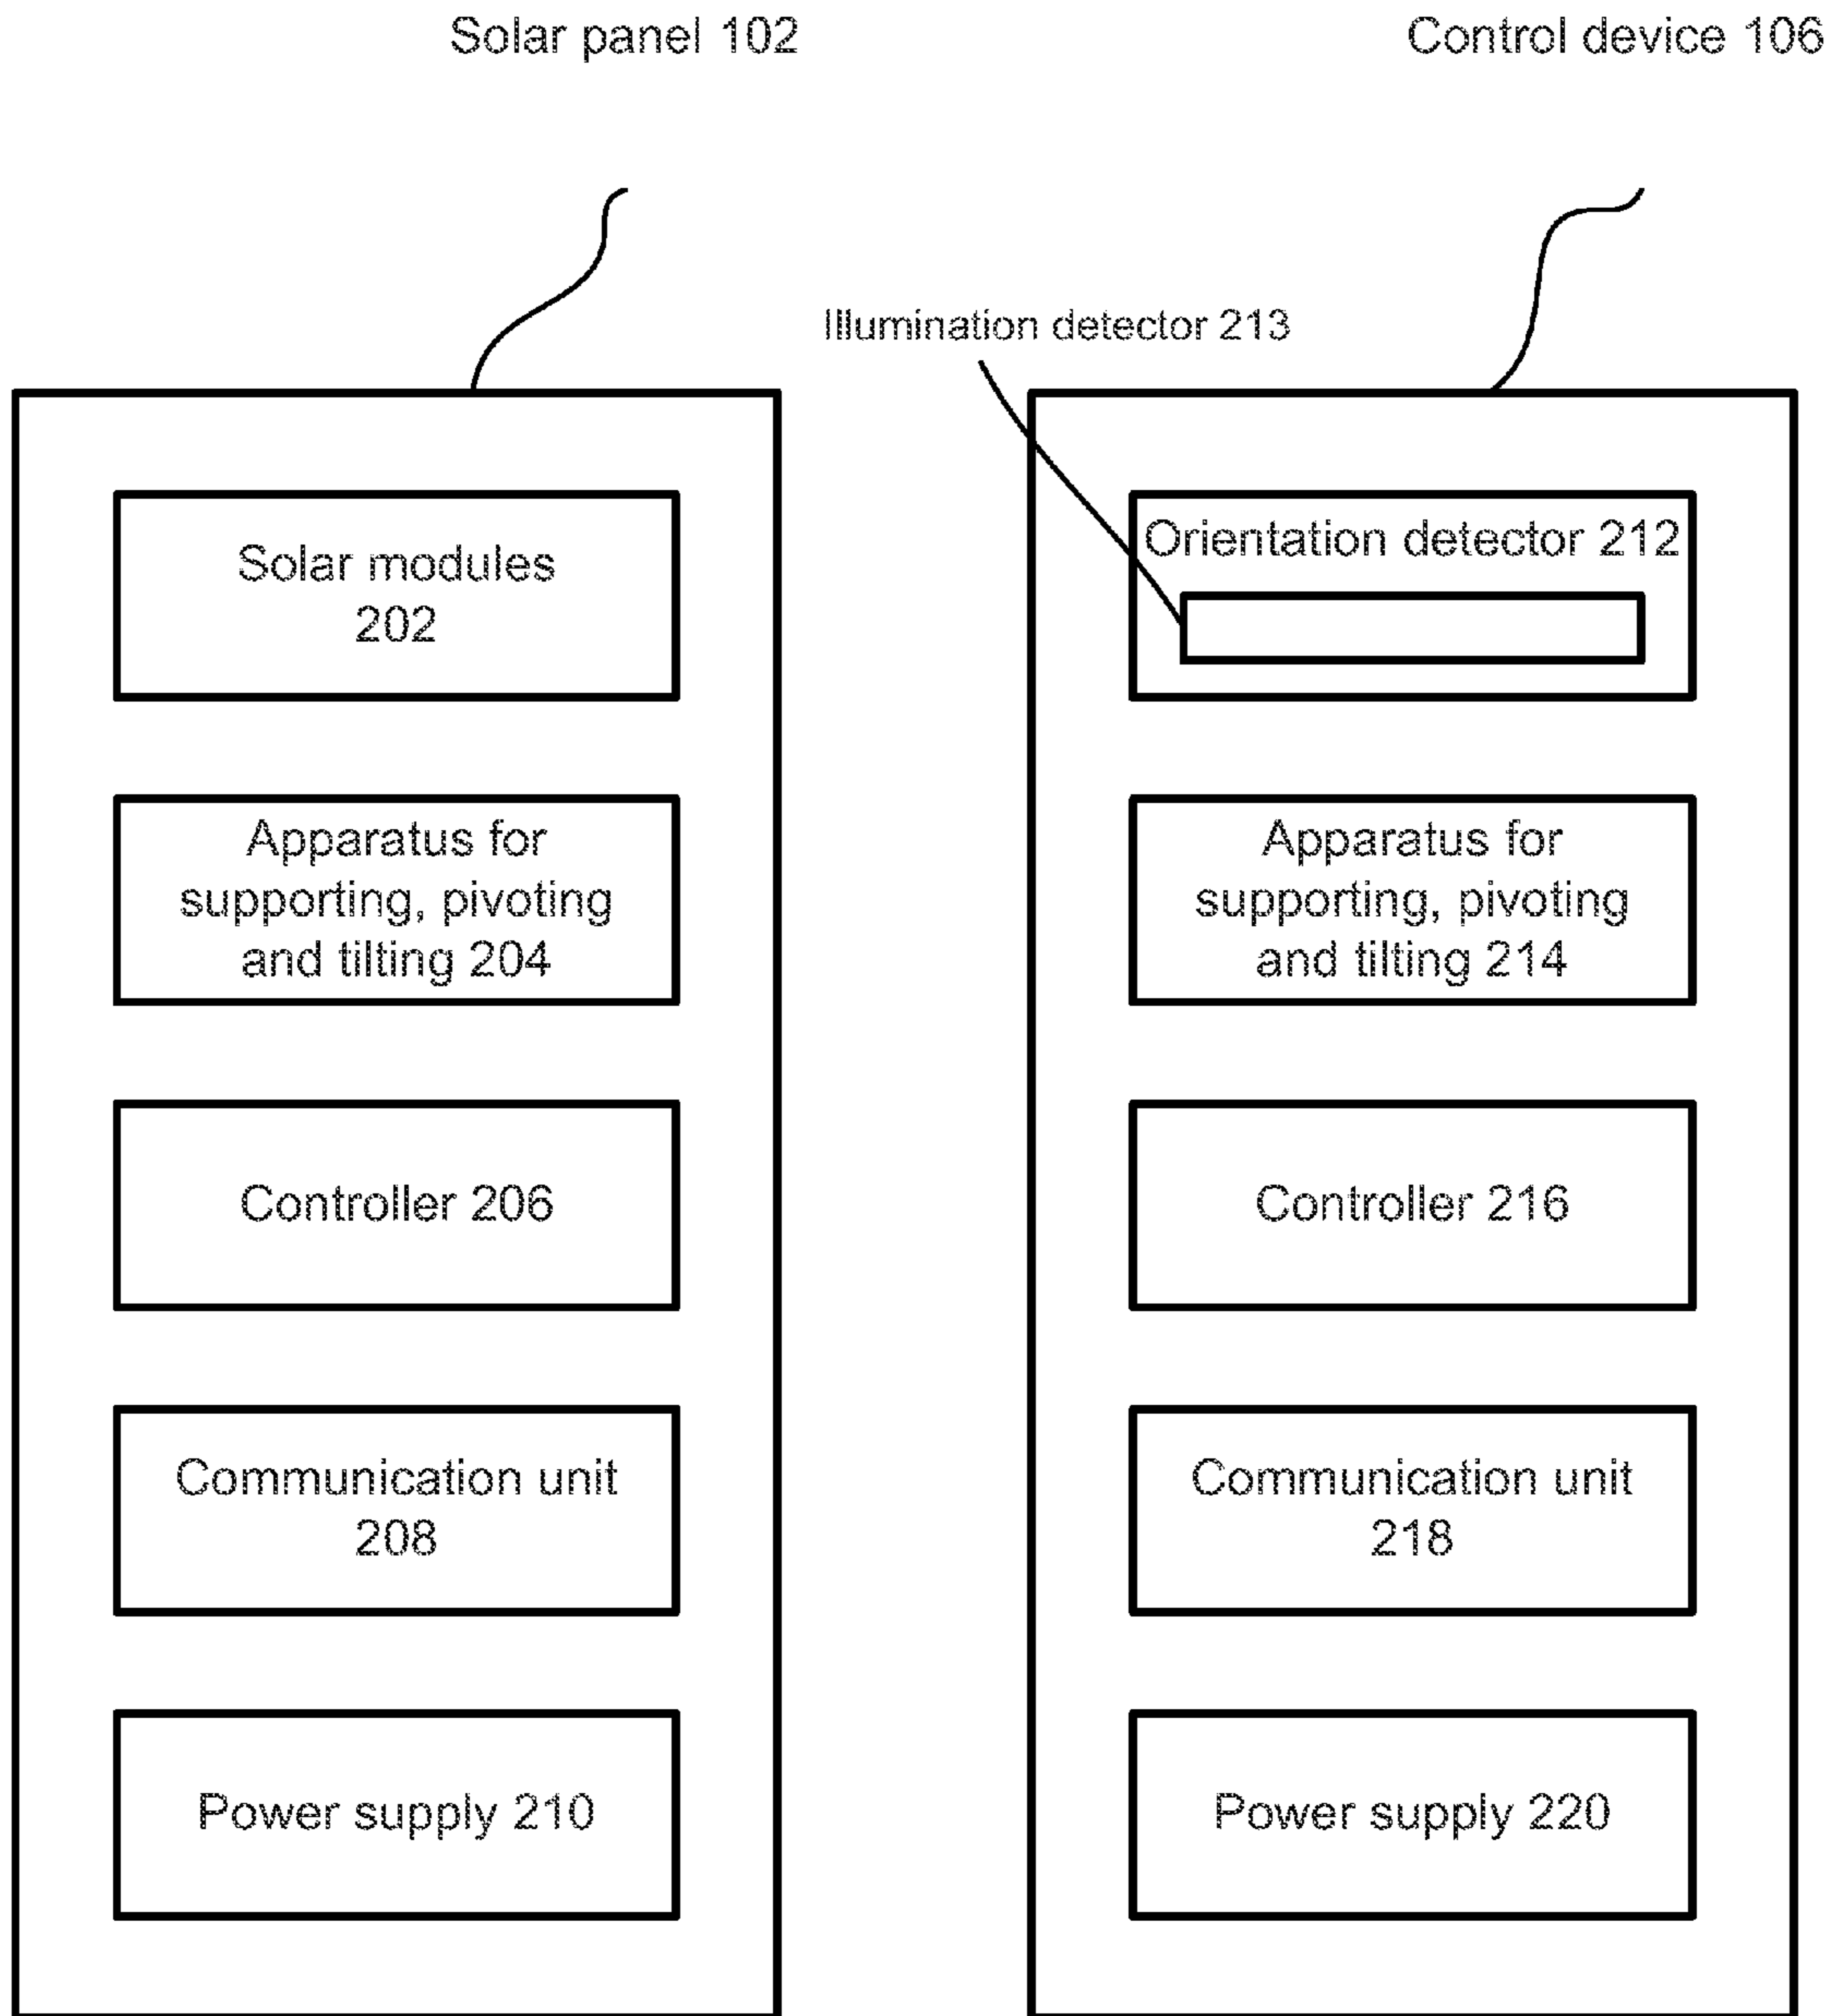 Solar panel 102
Control device 106
Illumination detector 213
Solar modules
202
Apparatus for
supporting, pivoting
and tilting 204
Controller 206
Communication unit
208
Power supply 210
Orientation detector 212
Apparatus for
supporting, pivoting
and tilting 214
Controller 216
Communication unit
218
Power supply 220